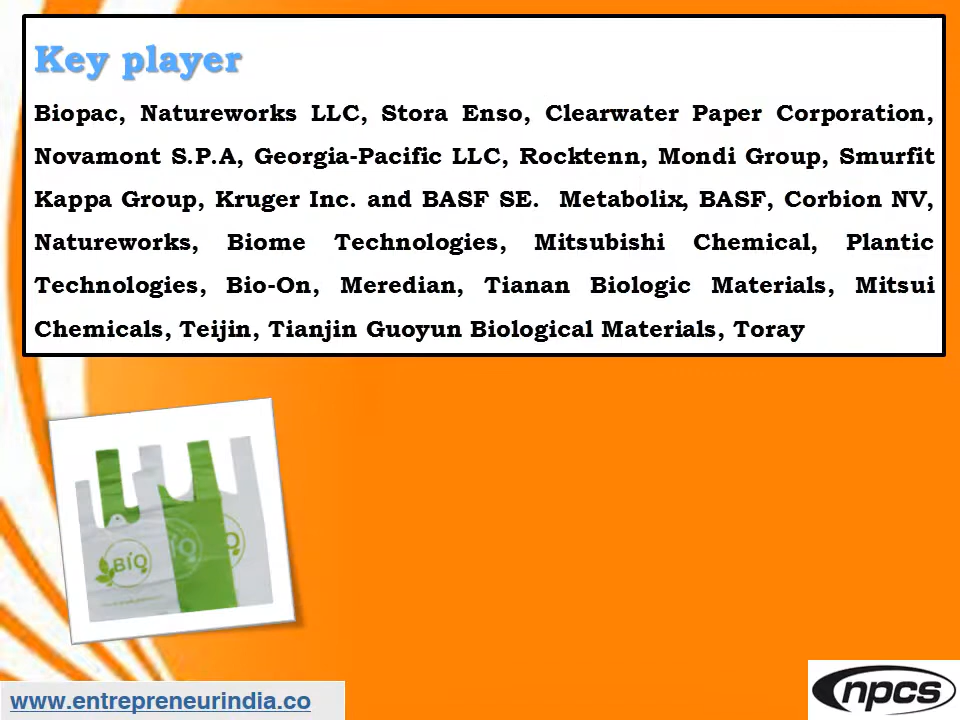 Key player
Biopac, Natureworks LLC, Stora Enso, Clearwater Paper Corporation,
Novamont S.P.A, Georgia-Pacific LLC, Rocktenn, Mondi Group, Smurfit
Kappa Group, Kruger Inc. and BASF SE. Metabolix, BASF, Corbion NV,
Natureworks, Biome Technologies, Mitsubishi Chemical, Plantic
Technologies, Bio-On, Meredian, Tianan Biologic Materials, Mitsui
Chemicals, Teijin, Tianjin Guoyun Biological Materials, Toray
BIO
www.entrepreneurindia.co
npcs